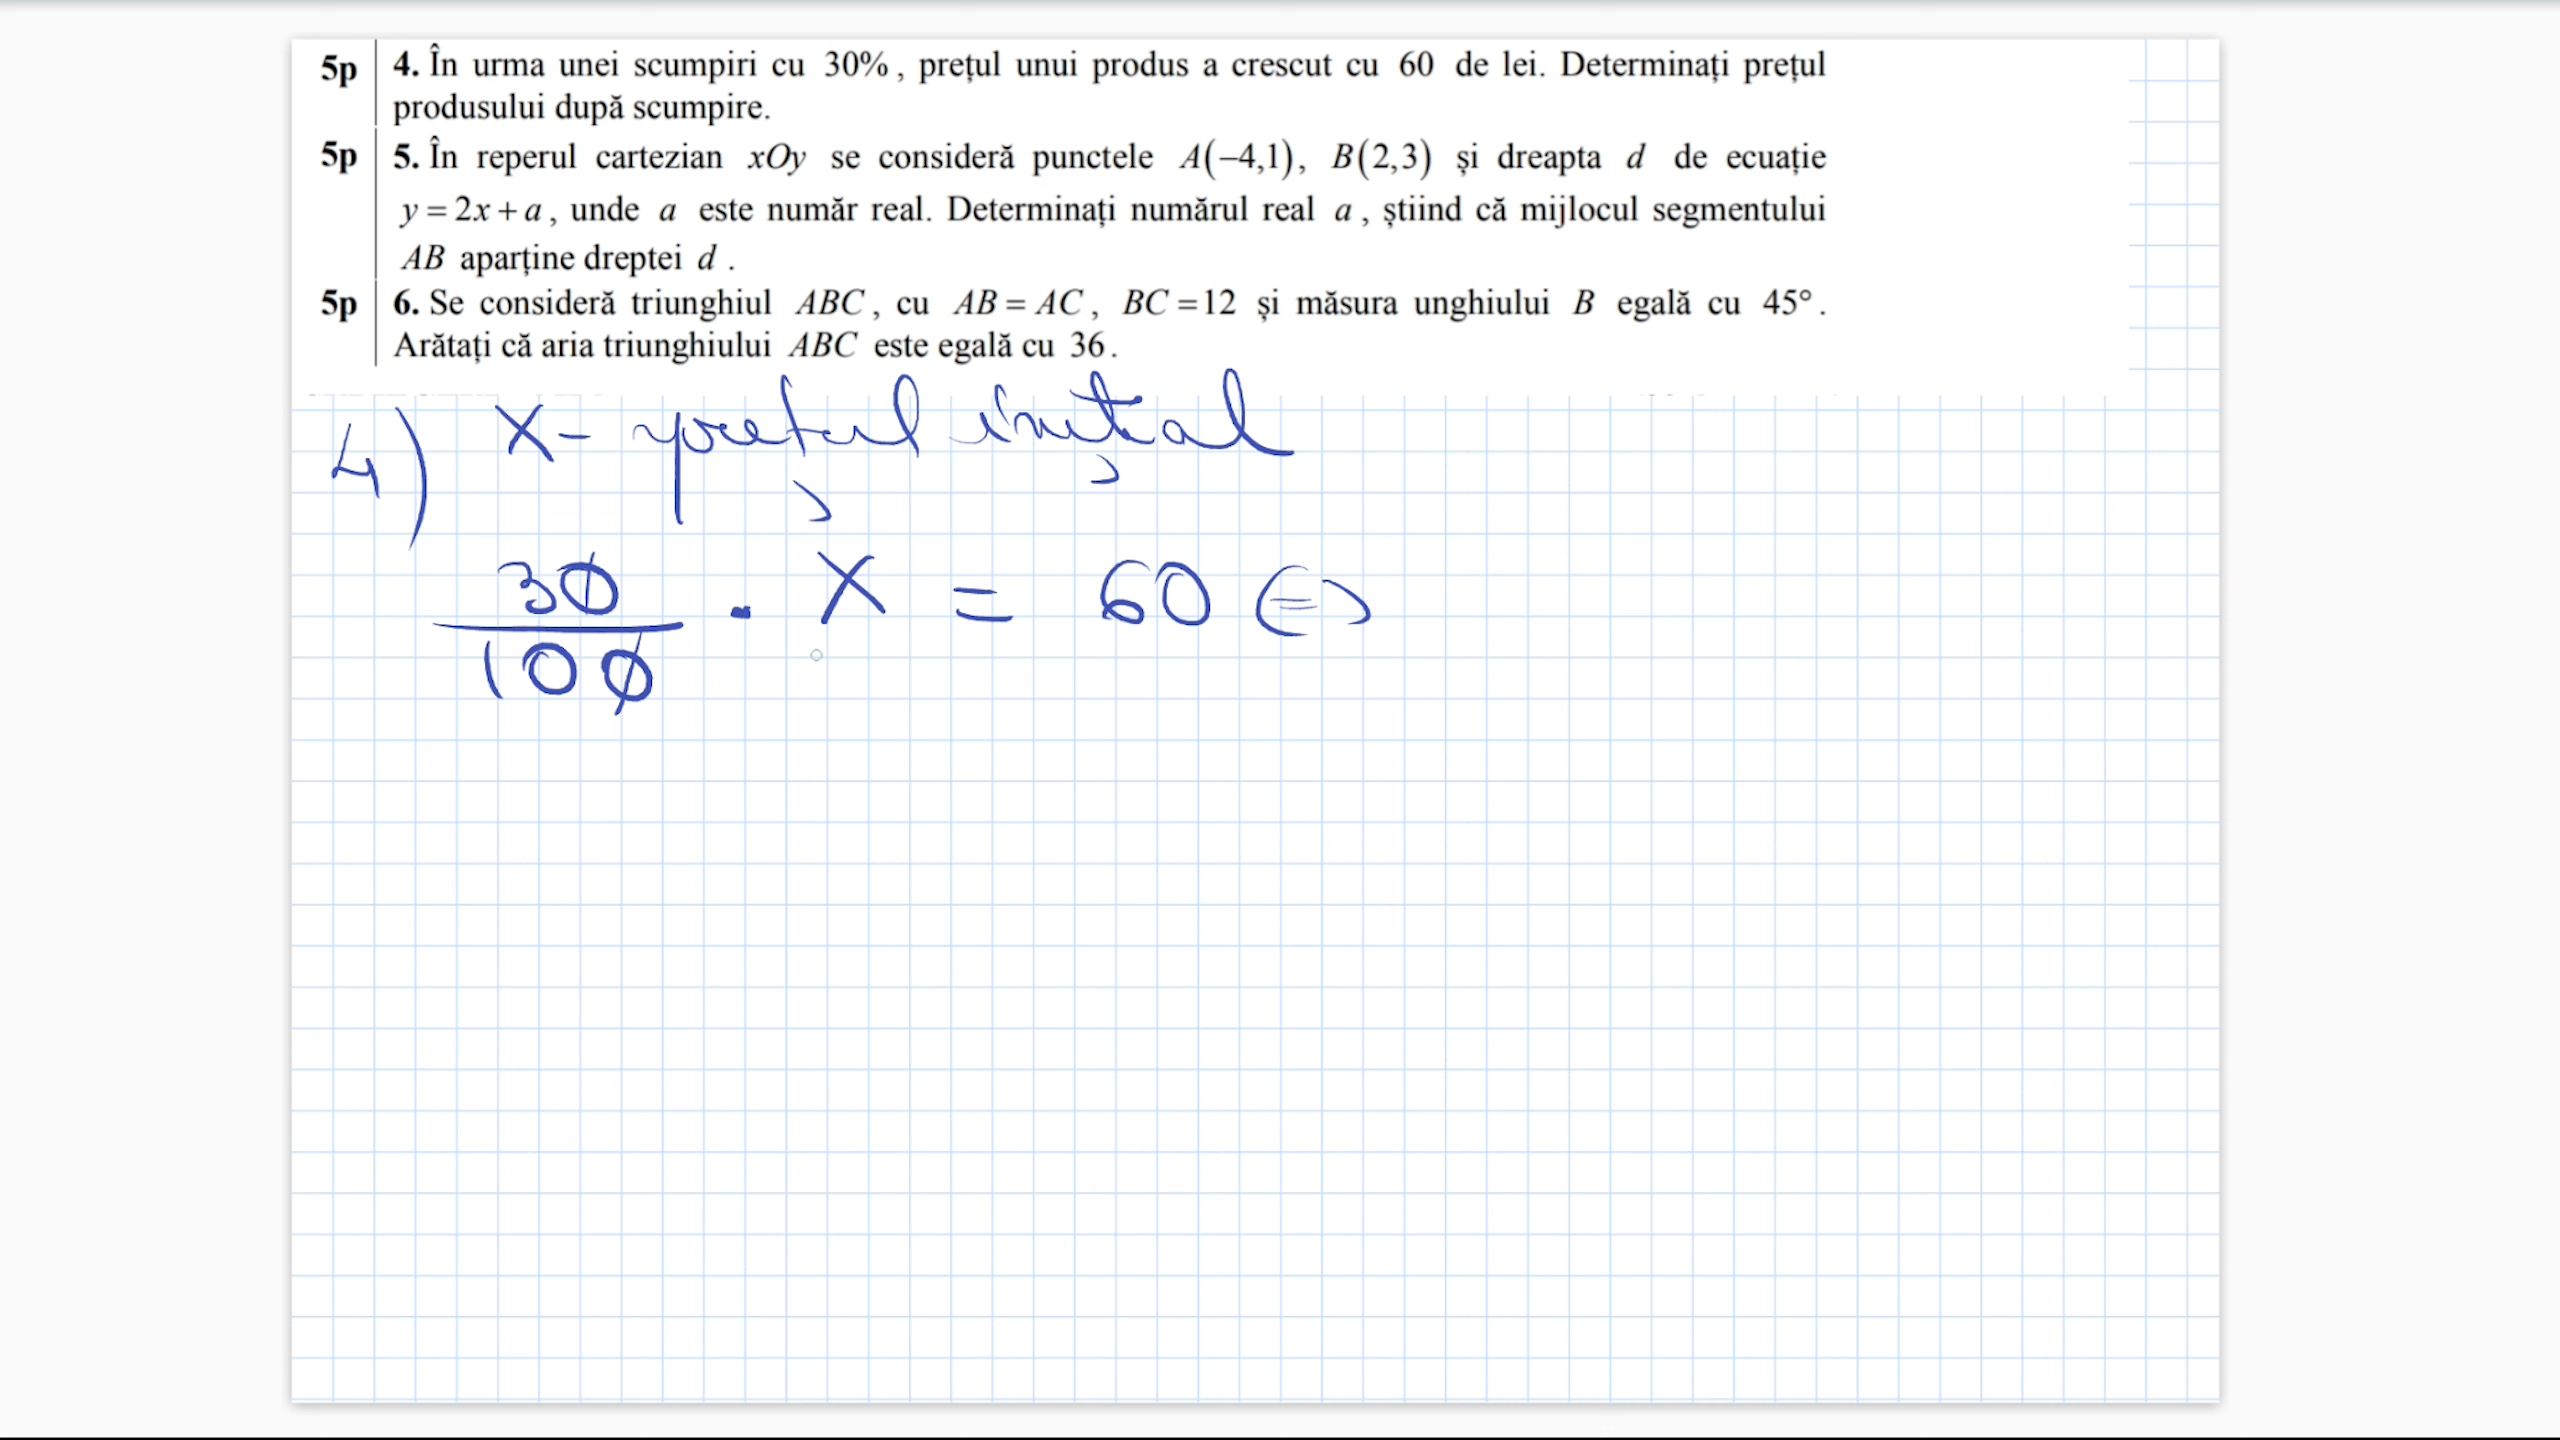 5p 4. În urma unei scumpiri cu 30%, prețul unui produs a crescut cu 60 de lei. Determinați prețul
produsului după scumpire.
5p 5. În reperul cartezian xOy se consideră punctele A(−4,1), B(2,3) și dreapta d de ecuație
y = 2x + a, unde a este număr real. Determinați numărul real a, știind că mijlocul segmentului
AB aparține dreptei d.
5p 6. Se consideră triunghiul ABC, cu AB = AC, BC = 12 și măsura unghiului B egală cu 45°.
Arătați că aria triunghiului ABC este egală cu 36.
4) x - prețul inițial
30/100 · x = 60 ⇔